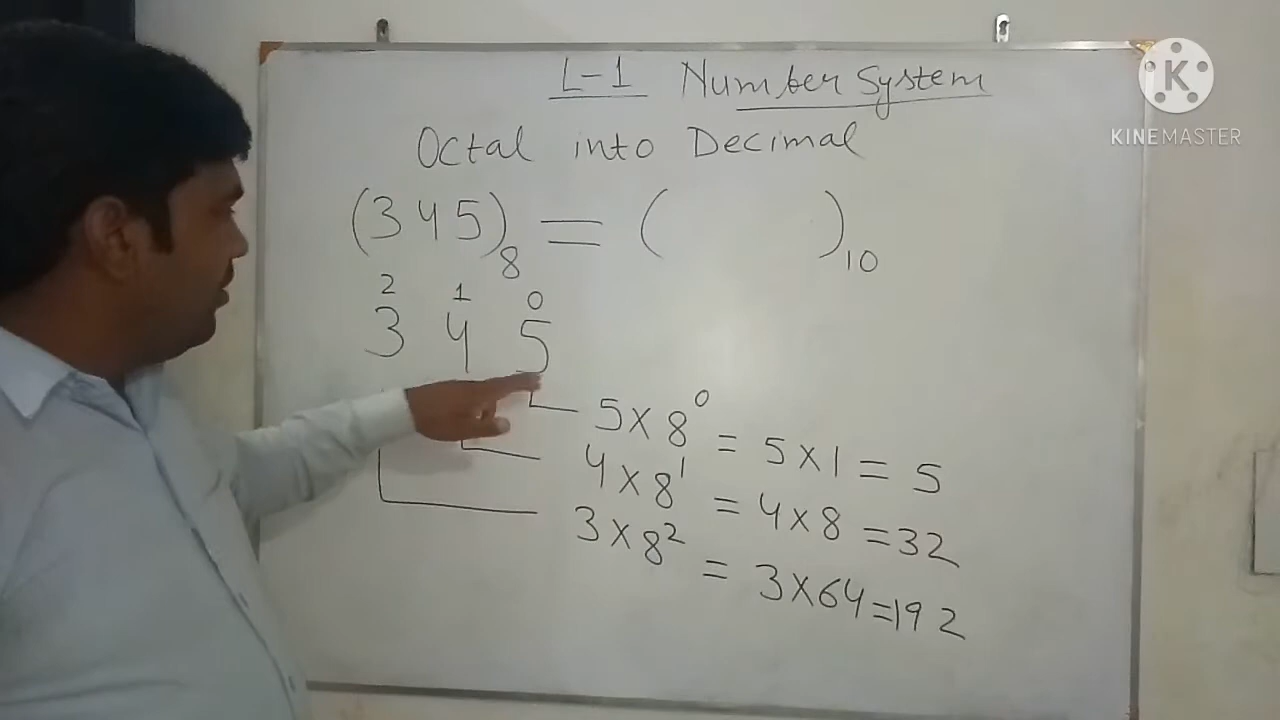 L-1 Number System
Octal into Decimal
(345)₈ = (       )₁₀
2 1 0
3 4 5
5×8⁰ = 5×1 = 5
4×8¹ = 4×8 = 32
3×8² = 3×64 = 192
K
KINEMASTER